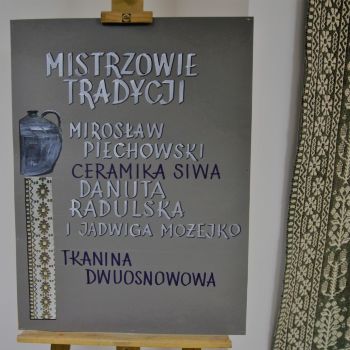 MISTRZOWIE
TRADYCJI
MIROSŁAW
PIECHOWSKI
CERAMIKA SIWA
DANUTA
RADULSKA
I JADWIGA MOŻEJKO
TKANINA
DWUOSNOWOWA